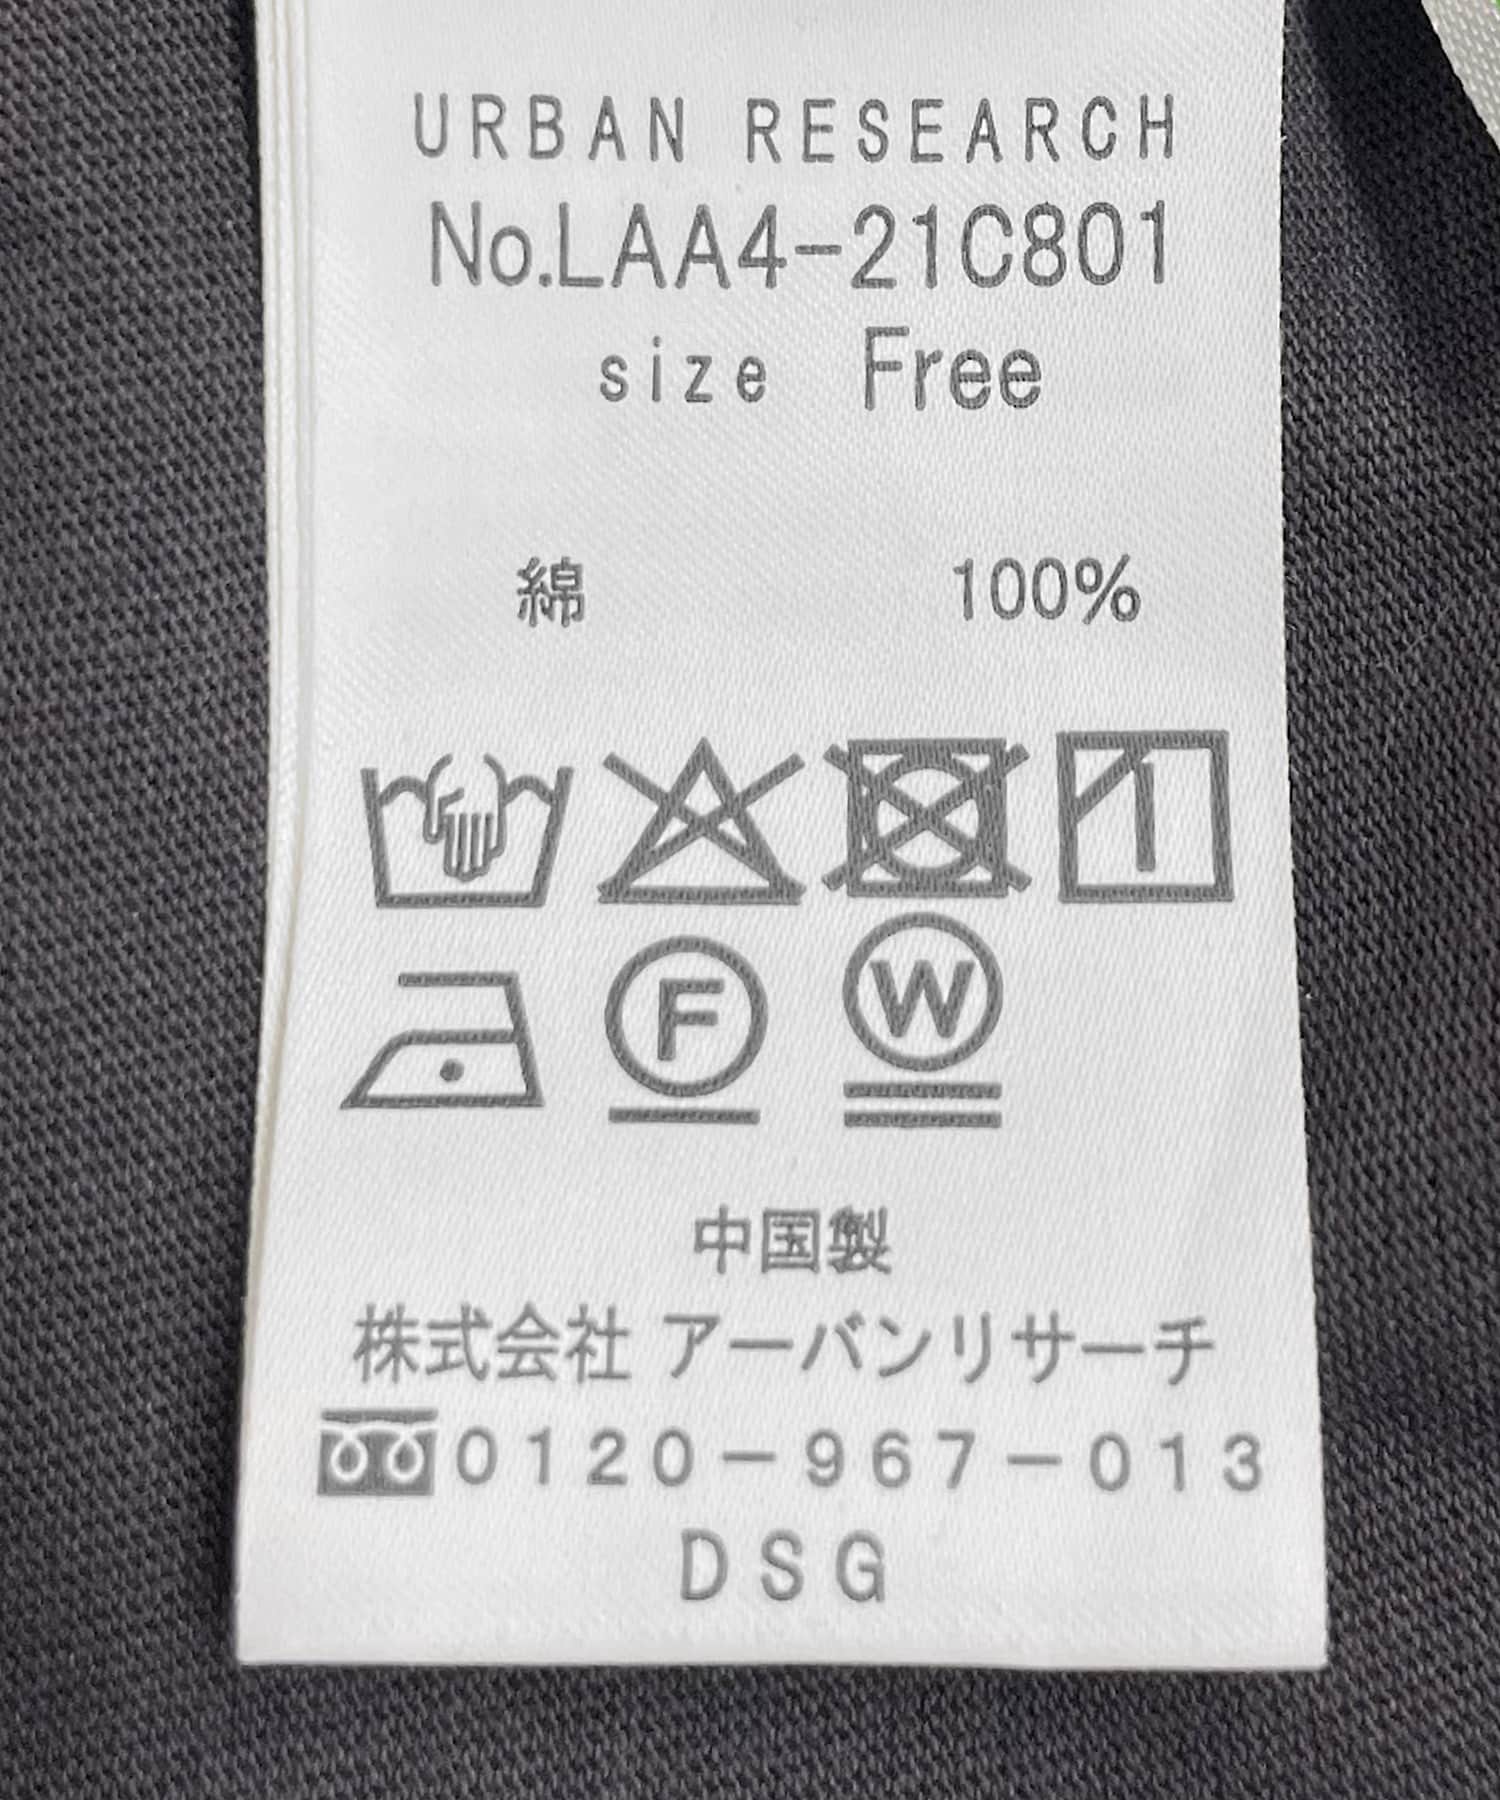 URBAN RESEARCH
No.LAA4-21C801
size Free
綿 100%
F W
中国製
株式会社 アーバンリサーチ
0120-967-013
DSG